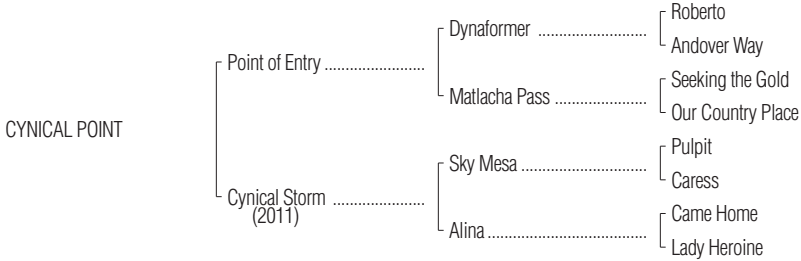 Roberto
Dynaformer ..........................
Andover Way
Point of Entry ........................
Seeking the Gold
Matlacha Pass ......................
Our Country Place
CYNICAL POINT
Pulpit
Sky Mesa ..............................
Caress
Cynical Storm ......................
(2011)
Came Home
Alina ......................................
Lady Heroine